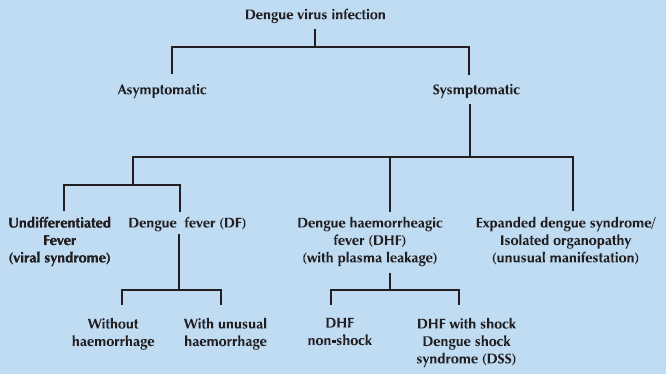 Dengue virus infection
Asymptomatic
Sysmptomatic
Undifferentiated
Fever
(viral syndrome)
Dengue fever (DF)
Dengue haemorrheagic
fever (DHF)
(with plasma leakage)
Expanded dengue syndrome/
Isolated organopathy
(unusual manifestation)
Without
haemorrhage
With unusual
haemorrhage
DHF
non-shock
DHF with shock
Dengue shock
syndrome (DSS)